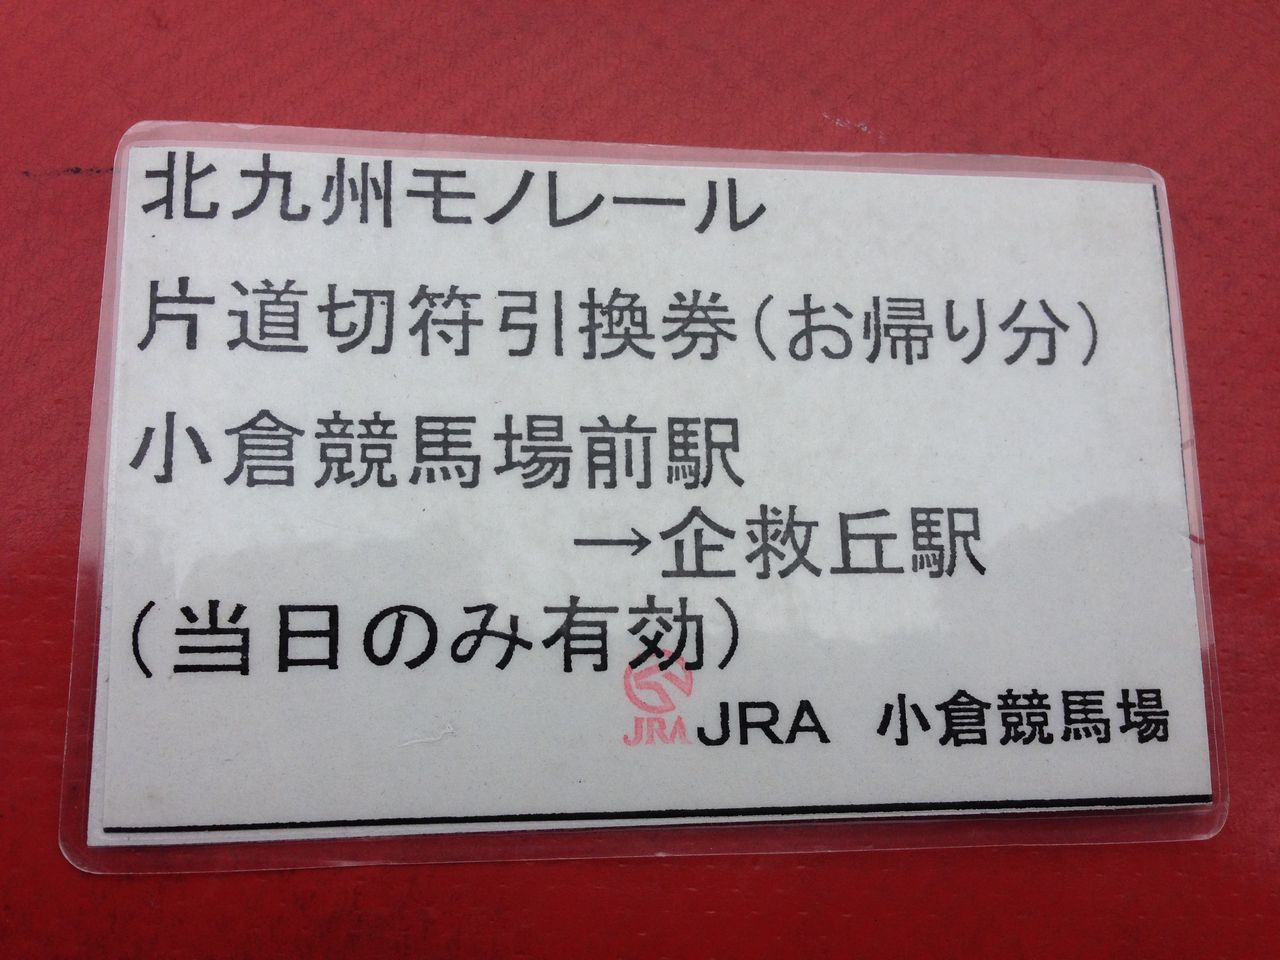 北九州モノレール
片道切符引換券(お帰り分)
小倉競馬場前駅
→企救丘駅
(当日のみ有効)
JRA JRA 小倉競馬場